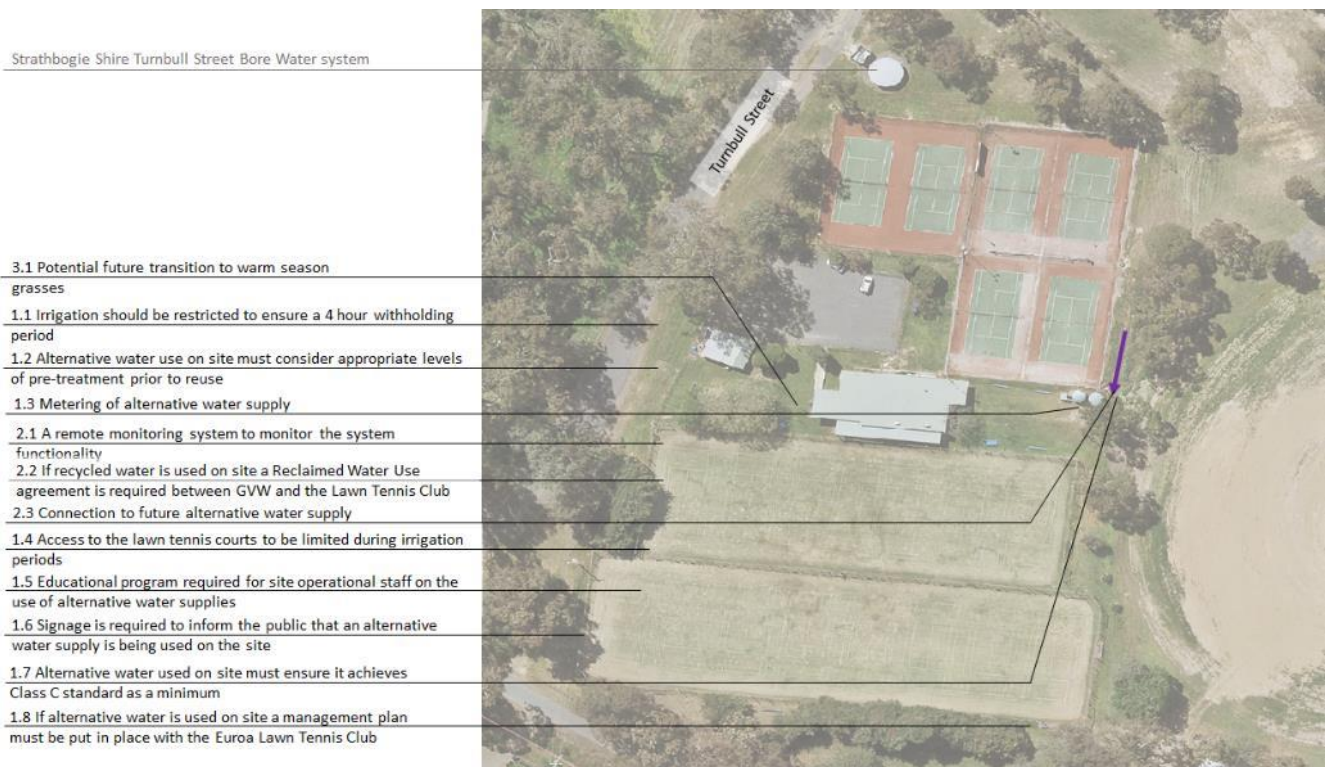 Strathbogie Shire Turnbull Street Bore Water system
Turnbull Street
3.1 Potential future transition to warm season
grasses
1.1 Irrigation should be restricted to ensure a 4 hour withholding
period
1.2 Alternative water use on site must consider appropriate levels
of pre-treatment prior to reuse
1.3 Metering of alternative water supply
2.1 A remote monitoring system to monitor the system
functionality
2.2 If recycled water is used on site a Reclaimed Water Use
agreement is required between GVW and the Lawn Tennis Club
2.3 Connection to future alternative water supply
1.4 Access to the lawn tennis courts to be limited during irrigation
periods
1.5 Educational program required for site operational staff on the
use of alternative water supplies
1.6 Signage is required to inform the public that an alternative
water supply is being used on the site
1.7 Alternative water used on site must ensure it achieves
Class C standard as a minimum
1.8 If alternative water is used on site a management plan
must be put in place with the Euroa Lawn Tennis Club